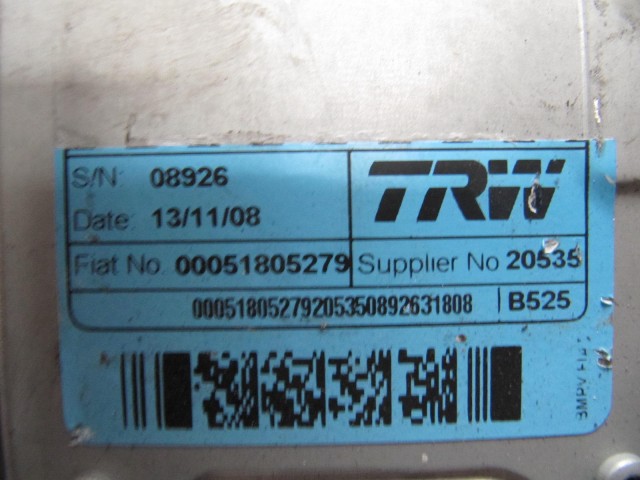 S/N: 08926
TRW
Date: 13/11/08
Fiat No. 00051805279 Supplier No 20535
00051805279205350892631808 B525